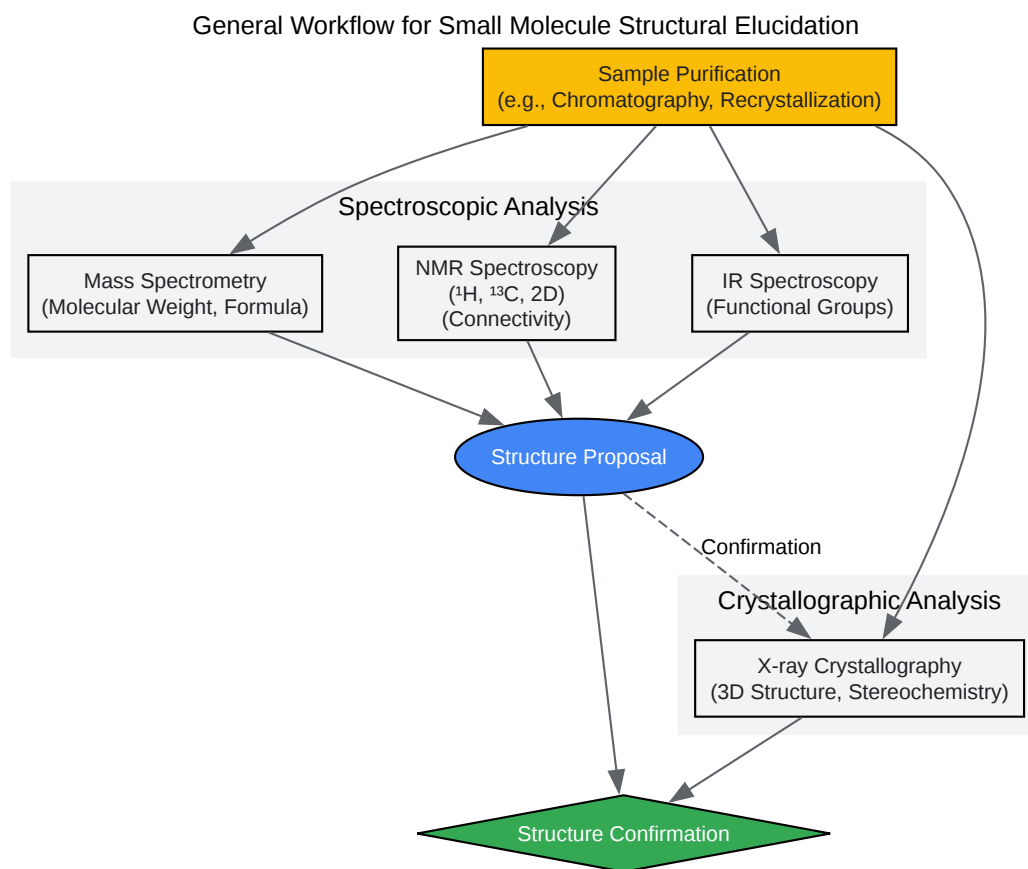 General Workflow for Small Molecule Structural Elucidation
Sample Purification
(e.g., Chromatography, Recrystallization)
Spectroscopic Analysis
Mass Spectrometry
(Molecular Weight, Formula)
NMR Spectroscopy
(¹H, ¹³C, 2D)
(Connectivity)
IR Spectroscopy
(Functional Groups)
Structure Proposal
Confirmation
Crystallographic Analysis
X-ray Crystallography
(3D Structure, Stereochemistry)
Structure Confirmation